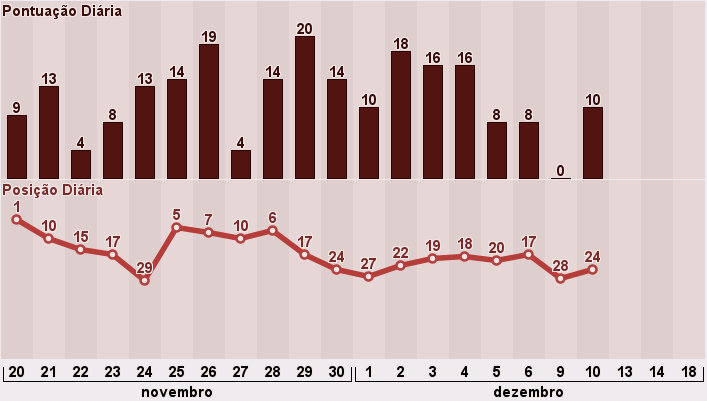 Pontuação Diária
9 13 4 8 13 14 19 4 14 20 14 10 18 16 16 8 8 0 10
Posição Diária
1 10 15 17 29 5 7 10 6 17 24 27 22 19 18 20 17 28 24
20 21 22 23 24 25 26 27 28 29 30 1 2 3 4 5 6 9 10 13 14 18
novembro dezembro